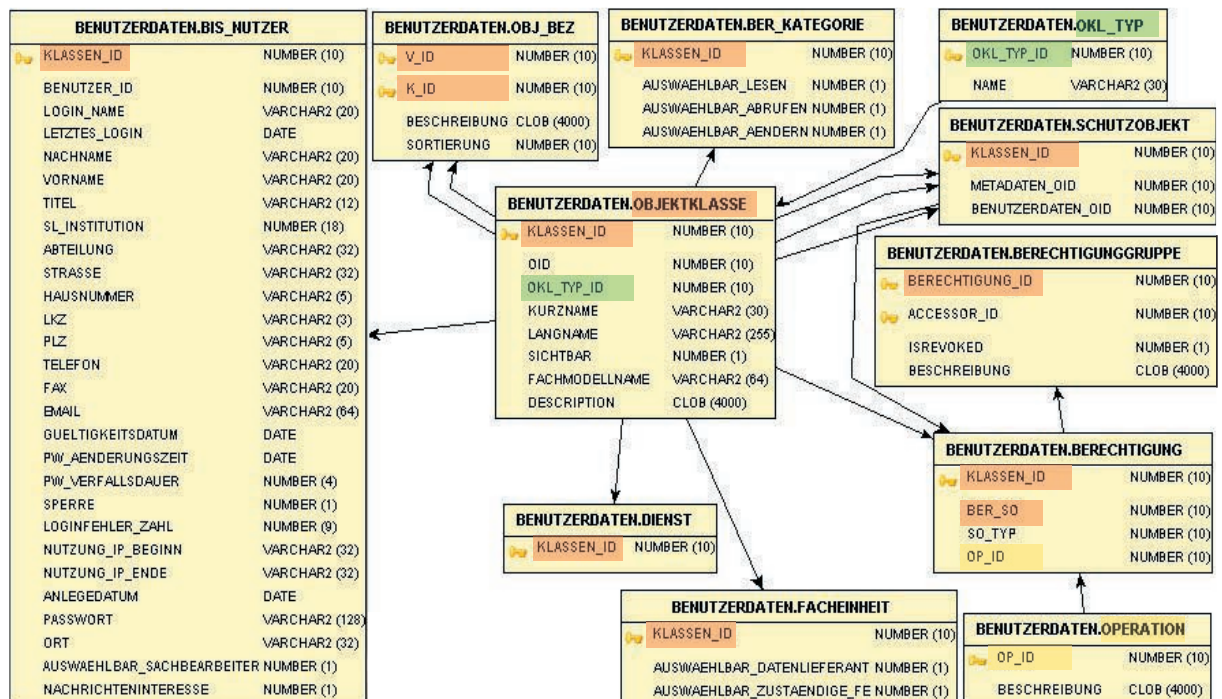 BENUTZERDATEN.BIS_NUTZER
KLASSEN_ID NUMBER (10)
BENUTZER_ID NUMBER (10)
LOGIN_NAME VARCHAR2 (20)
LETZTES_LOGIN DATE
NACHNAME VARCHAR2 (20)
VORNAME VARCHAR2 (20)
TITEL VARCHAR2 (12)
SL_INSTITUTION NUMBER (18)
ABTEILUNG VARCHAR2 (32)
STRASSE VARCHAR2 (32)
HAUSNUMMER VARCHAR2 (5)
LKZ VARCHAR2 (3)
PLZ VARCHAR2 (5)
TELEFON VARCHAR2 (20)
FAX VARCHAR2 (20)
EMAIL VARCHAR2 (64)
GUELTIGKEITSDATUM DATE
PW_AENDERUNGSZEIT DATE
PW_VERFALLSDAUER NUMBER (4)
SPERRE NUMBER (1)
LOGINFEHLER_ZAHL NUMBER (9)
NUTZUNG_IP_BEGINN VARCHAR2 (32)
NUTZUNG_IP_ENDE VARCHAR2 (32)
ANLEGEDATUM DATE
PASSWORT VARCHAR2 (128)
ORT VARCHAR2 (32)
AUSWAEHLBAR_SACHBEARBEITER NUMBER (1)
NACHRICHTENINTERESSE NUMBER (1)
BENUTZERDATEN.OBJ_BEZ
V_ID NUMBER (10)
K_ID NUMBER (10)
BESCHREIBUNG CLOB (4000)
SORTIERUNG NUMBER (10)
BENUTZERDATEN.BER_KATEGORIE
KLASSEN_ID NUMBER (10)
AUSWAEHLBAR_LESEN NUMBER (1)
AUSWAEHLBAR_ABRUFEN NUMBER (1)
AUSWAEHLBAR_AENDERN NUMBER (1)
BENUTZERDATEN.OKL_TYP
OKL_TYP_ID NUMBER (10)
NAME VARCHAR2 (30)
BENUTZERDATEN.SCHUTZOBJEKT
KLASSEN_ID NUMBER (10)
METADATEN_OID NUMBER (10)
BENUTZERDATEN_OID NUMBER (10)
BENUTZERDATEN.OBJEKTKLASSE
KLASSEN_ID NUMBER (10)
OID NUMBER (10)
OKL_TYP_ID NUMBER (10)
KURZNAME VARCHAR2 (30)
LANGNAME VARCHAR2 (255)
SICHTBAR NUMBER (1)
FACHMODELLNAME VARCHAR2 (64)
DESCRIPTION CLOB (4000)
BENUTZERDATEN.BERECHTIGUNGGRUPPE
BERECHTIGUNG_ID NUMBER (10)
ACCESSOR_ID NUMBER (10)
ISREVOKED NUMBER (1)
BESCHREIBUNG CLOB (4000)
BENUTZERDATEN.BERECHTIGUNG
KLASSEN_ID NUMBER (10)
BER_SO NUMBER (10)
SO_TYP NUMBER (10)
OP_ID NUMBER (10)
BENUTZERDATEN.DIENST
KLASSEN_ID NUMBER (10)
BENUTZERDATEN.FACHEINHEIT
KLASSEN_ID NUMBER (10)
AUSWAEHLBAR_DATENLIEFERANT NUMBER (1)
AUSWAEHLBAR_ZUSTAENDIGE_FE NUMBER (1)
BENUTZERDATEN.OPERATION
OP_ID NUMBER (10)
BESCHREIBUNG CLOB (4000)